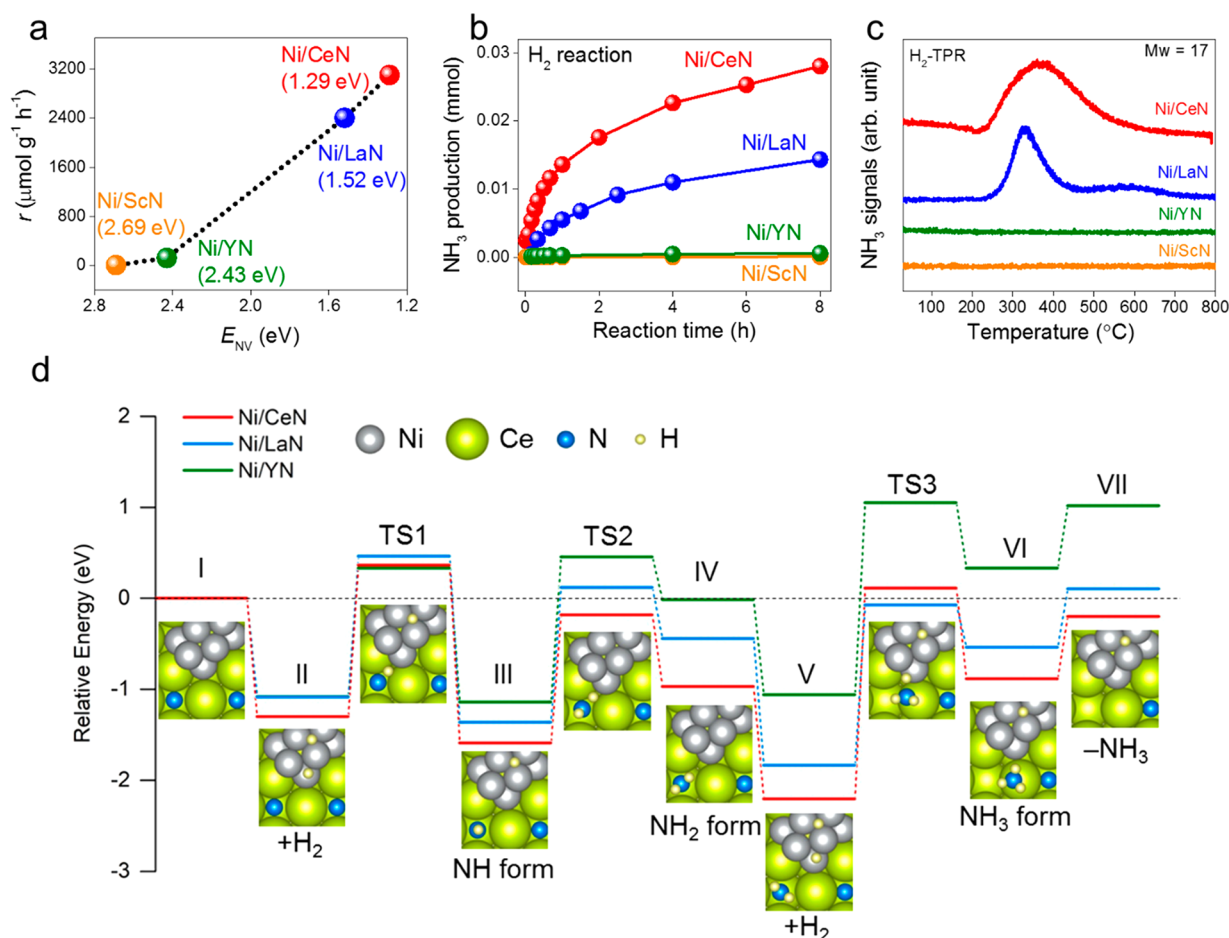 a
r (μmol g⁻¹ h⁻¹)
3200
2400
1600
800
0
Ni/CeN
(1.29 eV)
Ni/LaN
(1.52 eV)
Ni/ScN
(2.69 eV)
Ni/YN
(2.43 eV)
2.8 2.4 2.0 1.6 1.2
E_NV (eV)
b
NH₃ production (mmol)
0.03
0.02
0.01
0.00
H₂ reaction
Ni/CeN
Ni/LaN
Ni/YN
Ni/ScN
0 2 4 6 8
Reaction time (h)
c
NH₃ signals (arb. unit)
H₂-TPR
Mw = 17
Ni/CeN
Ni/LaN
Ni/YN
Ni/ScN
100 200 300 400 500 600 700 800
Temperature (°C)
d
Relative Energy (eV)
2
1
0
-1
-2
-3
Ni/CeN
Ni/LaN
Ni/YN
Ni Ce N H
I
II
+H₂
TS1
III
NH form
TS2
IV
NH₂ form
V
+H₂
TS3
VI
NH₃ form
VII
–NH₃